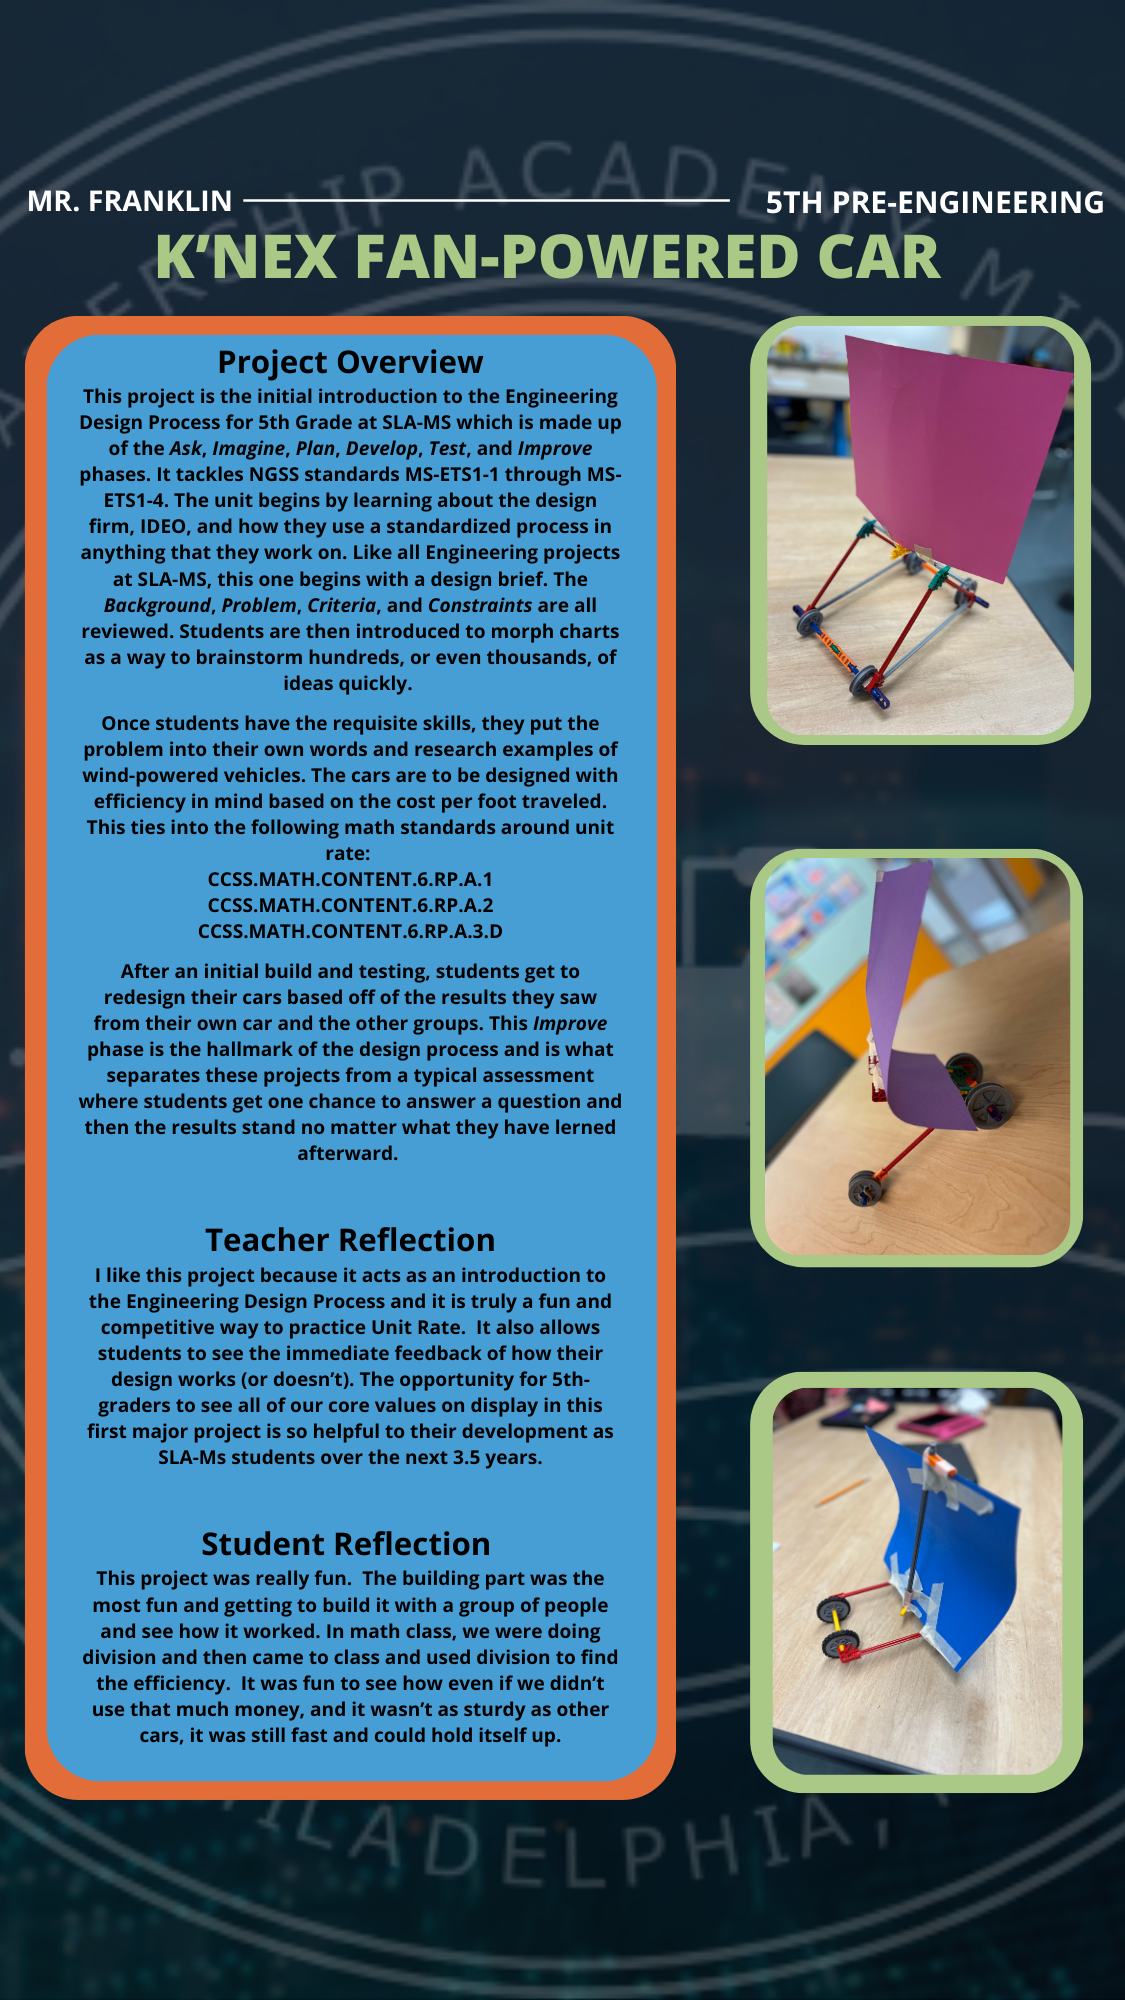 ERSHIP ACADEMY MID
MR. FRANKLIN
5TH PRE-ENGINEERING
K’NEX FAN-POWERED CAR
Project Overview
This project is the initial introduction to the Engineering
Design Process for 5th Grade at SLA-MS which is made up
of the Ask, Imagine, Plan, Develop, Test, and Improve
phases. It tackles NGSS standards MS-ETS1-1 through MS-
ETS1-4. The unit begins by learning about the design
firm, IDEO, and how they use a standardized process in
anything that they work on. Like all Engineering projects
at SLA-MS, this one begins with a design brief. The
Background, Problem, Criteria, and Constraints are all
reviewed. Students are then introduced to morph charts
as a way to brainstorm hundreds, or even thousands, of
ideas quickly.
Once students have the requisite skills, they put the
problem into their own words and research examples of
wind-powered vehicles. The cars are to be designed with
efficiency in mind based on the cost per foot traveled.
This ties into the following math standards around unit
rate:
CCSS.MATH.CONTENT.6.RP.A.1
CCSS.MATH.CONTENT.6.RP.A.2
CCSS.MATH.CONTENT.6.RP.A.3.D
After an initial build and testing, students get to
redesign their cars based off of the results they saw
from their own car and the other groups. This Improve
phase is the hallmark of the design process and is what
separates these projects from a typical assessment
where students get one chance to answer a question and
then the results stand no matter what they have lerned
afterward.
Teacher Reflection
I like this project because it acts as an introduction to
the Engineering Design Process and it is truly a fun and
competitive way to practice Unit Rate.  It also allows
students to see the immediate feedback of how their
design works (or doesn’t). The opportunity for 5th-
graders to see all of our core values on display in this
first major project is so helpful to their development as
SLA-Ms students over the next 3.5 years.
Student Reflection
This project was really fun.  The building part was the
most fun and getting to build it with a group of people
and see how it worked. In math class, we were doing
division and then came to class and used division to find
the efficiency.  It was fun to see how even if we didn’t
use that much money, and it wasn’t as sturdy as other
cars, it was still fast and could hold itself up.
ILADELPHIA,